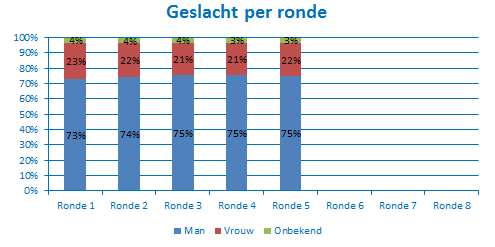 Geslacht per ronde
100%
90%
80%
70%
60%
50%
40%
30%
20%
10%
0%
4% 4% 4% 3% 3%
23% 22% 21% 21% 22%
73% 74% 75% 75% 75%
Ronde 1 Ronde 2 Ronde 3 Ronde 4 Ronde 5 Ronde 6 Ronde 7 Ronde 8
Man Vrouw Onbekend